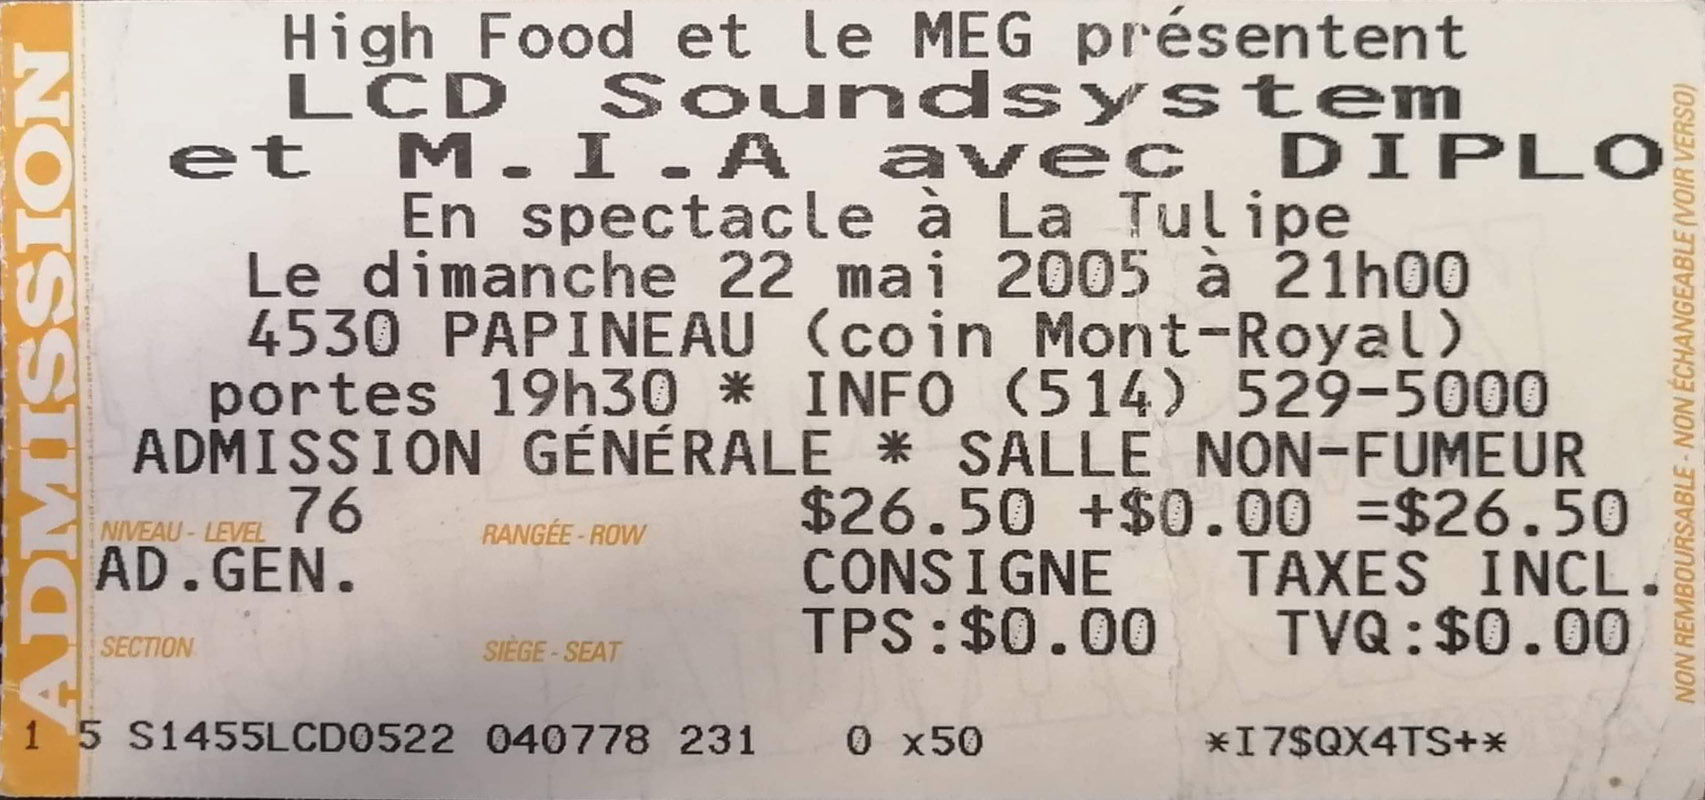 ADMISSION
High Food et le MEG présentent
LCD Soundsystem
et M.I.A avec DIPLO
En spectacle à La Tulipe
Le dimanche 22 mai 2005 à 21h00
4530 PAPINEAU (coin Mont-Royal)
portes 19h30 * INFO (514) 529-5000
ADMISSION GÉNÉRALE * SALLE NON-FUMEUR
NIVEAU - LEVEL 76 RANGÉE - ROW $26.50 +$0.00 =$26.50
AD.GEN. CONSIGNE TAXES INCL.
SECTION SIÈGE - SEAT TPS:$0.00 TVQ:$0.00
1 5 S1455LCD0522 040778 231 0 x50 *I7$QX4TS+*
NON REMBOURSABLE - NON ÉCHANGEABLE (VOIR VERSO)